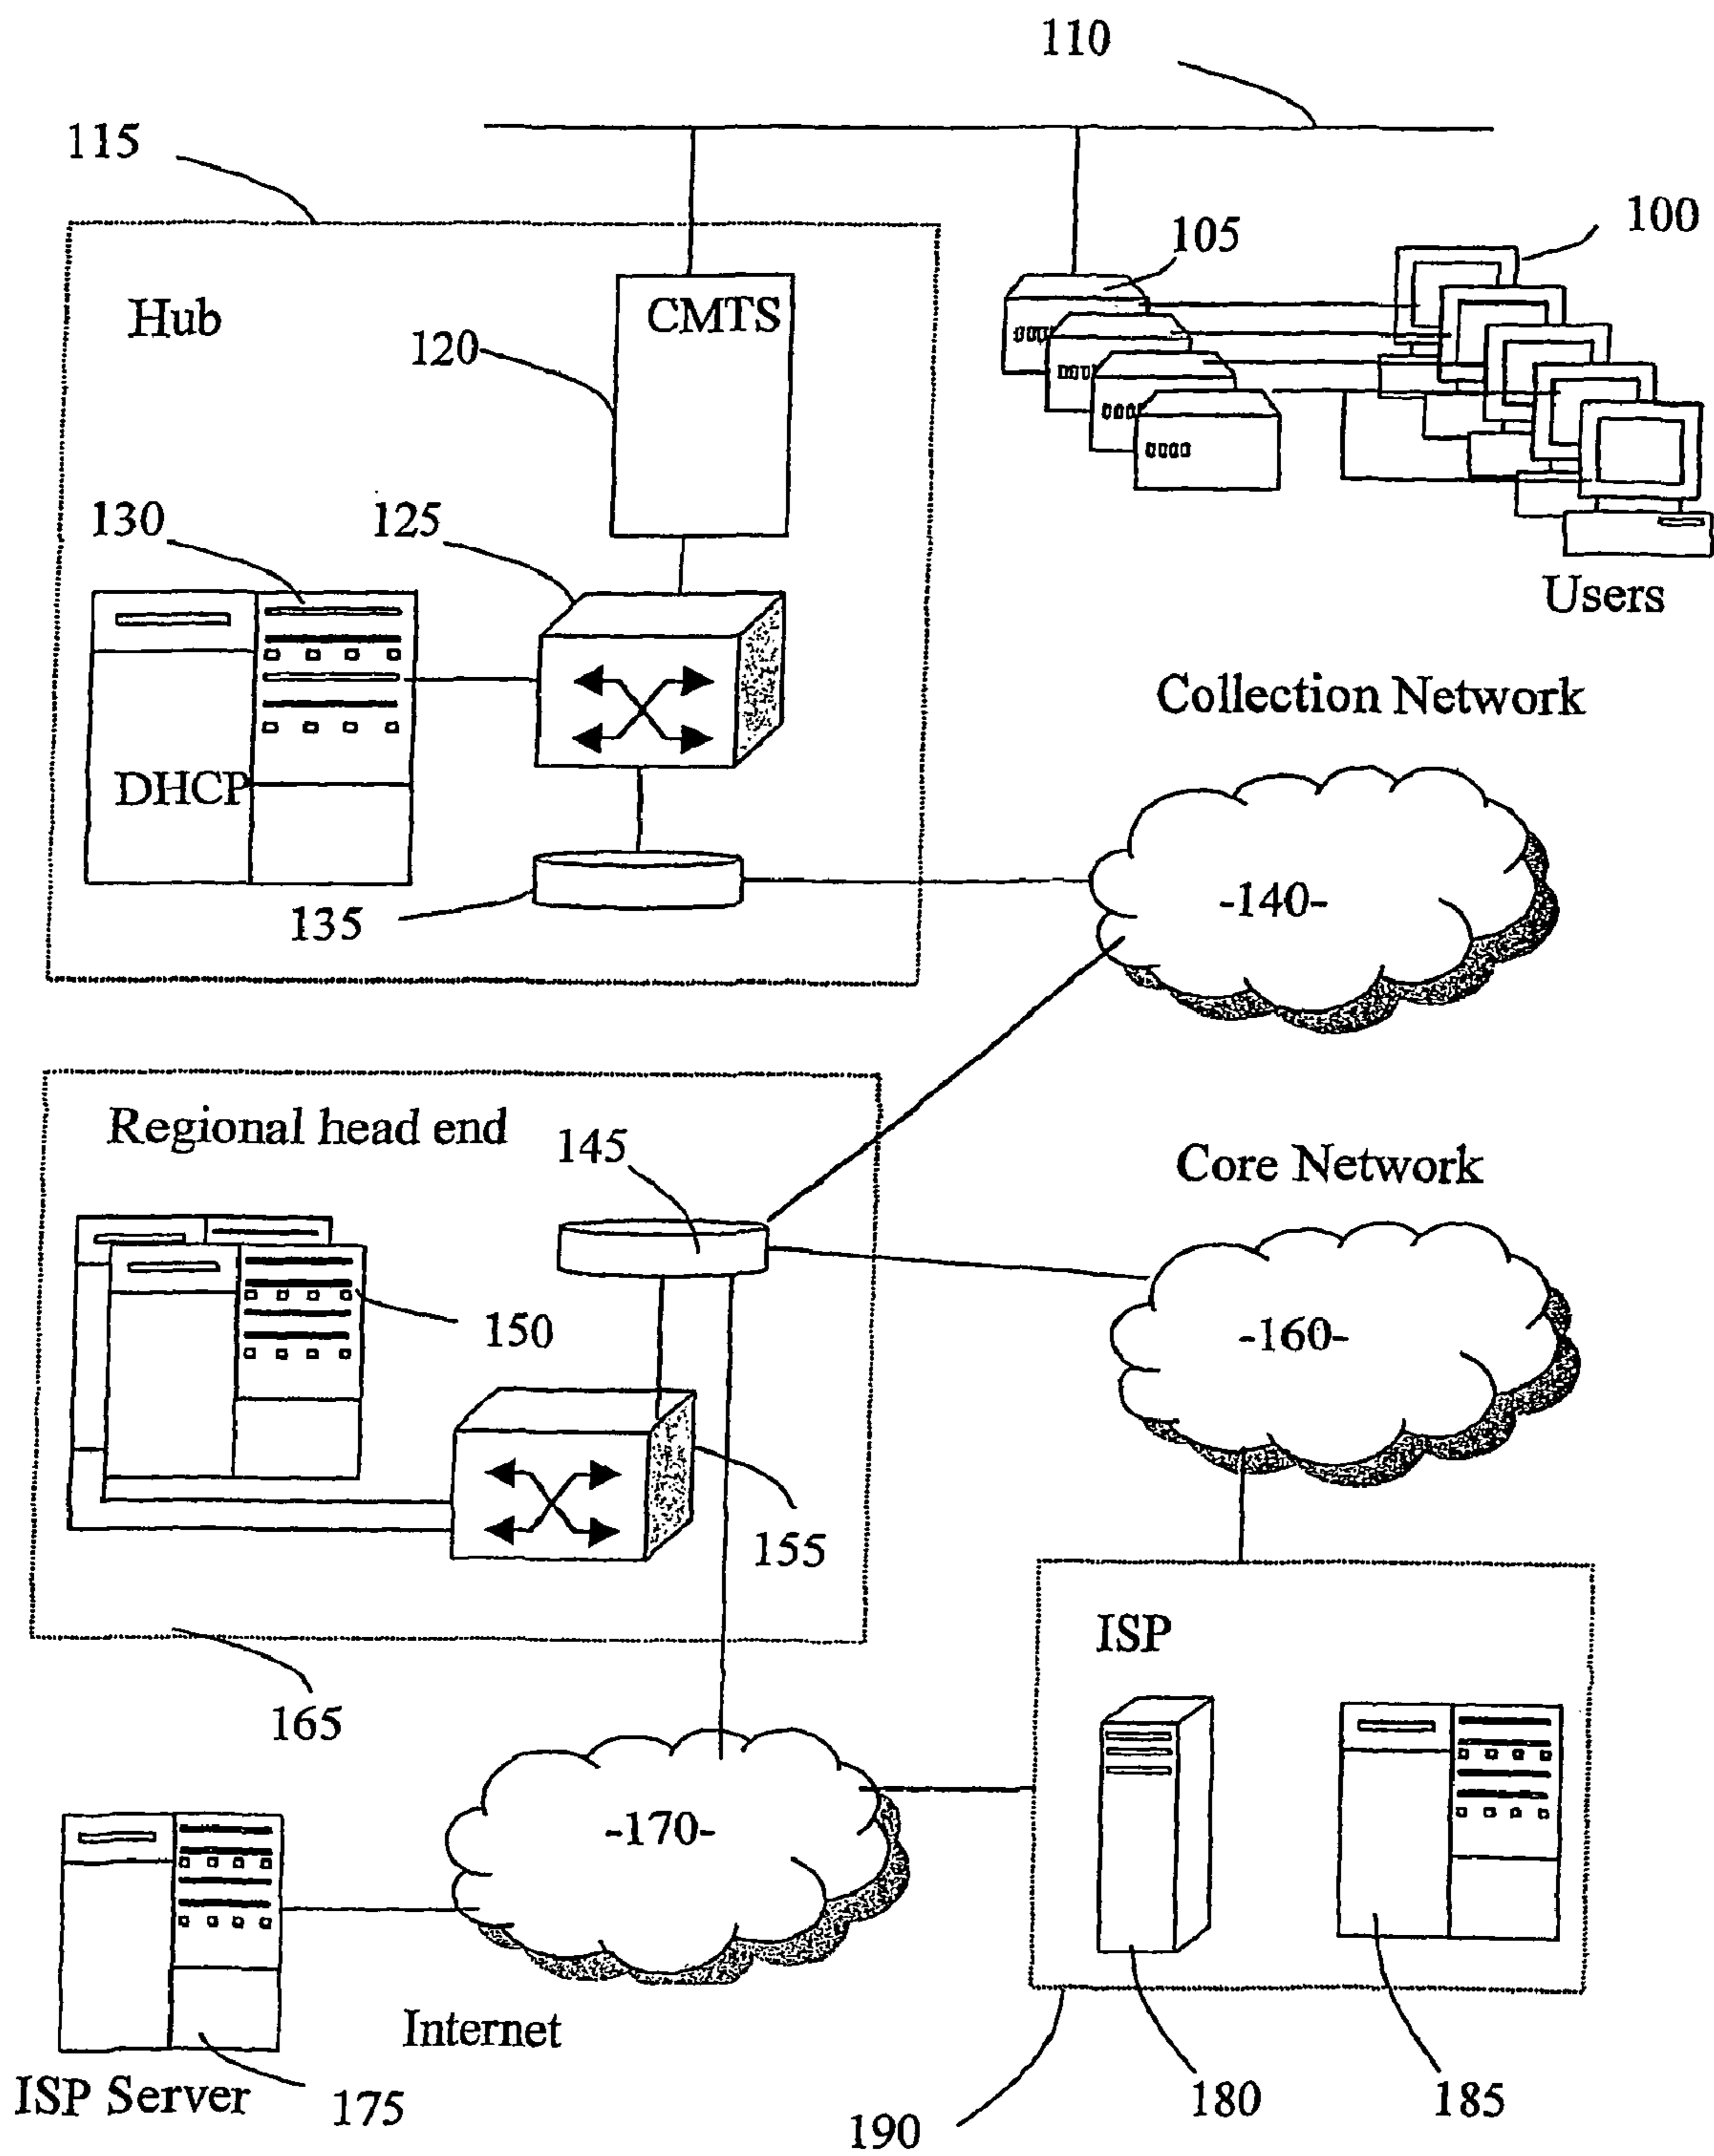 110
115
100
105
Hub
CMTS
120
130
125
Users
Collection Network
DHCP
-140-
135
Regional head end
145
Core Network
150
-160-
155
ISP
165
-170-
Internet
ISP Server
175
180
185
190